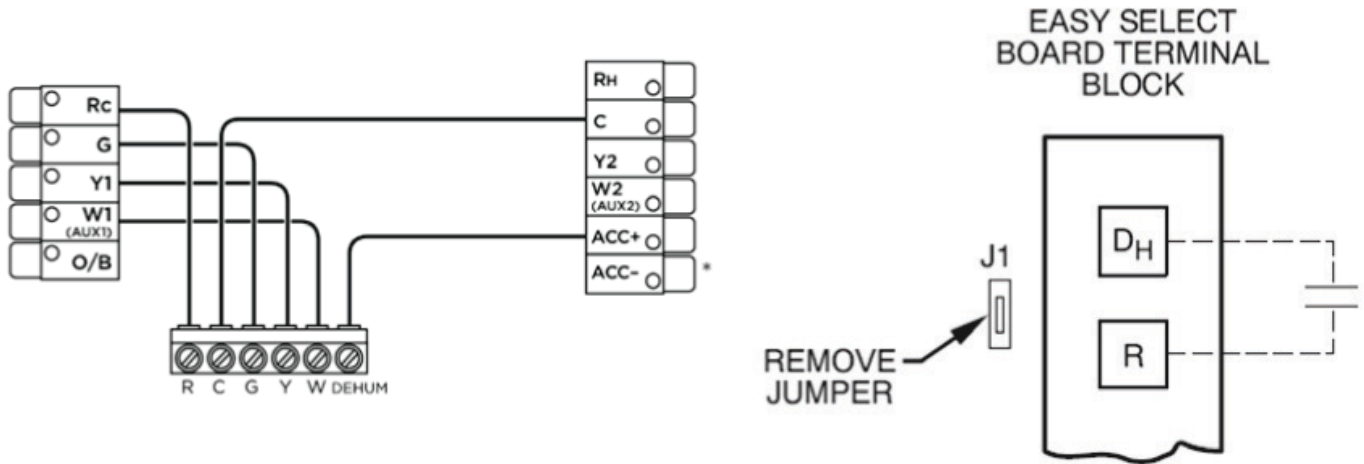 Rc
G
Y1
W1
(AUX1)
O/B
R C G Y W DEHUM
RH
C
Y2
W2
(AUX2)
ACC+
ACC-
*
EASY SELECT
BOARD TERMINAL
BLOCK
DH
J1
R
REMOVE
JUMPER